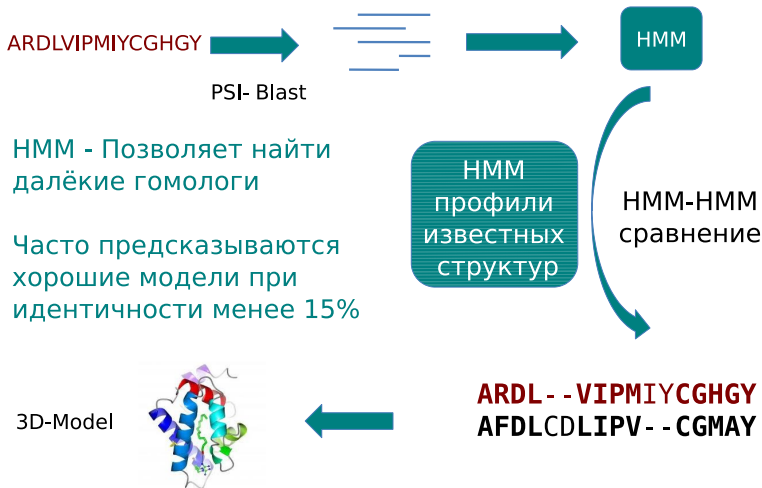 ARDLVIPMIYCGHGY
PSI- Blast
HMM
HMM - Позволяет найти
далёкие гомологи
Часто предсказываются
хорошие модели при
идентичности менее 15%
HMM
профили
известных
структур
HMM-HMM
сравнение
ARDL--VIPMIYCGHGY
AFDLCDLIPV--CGMAY
3D-Model